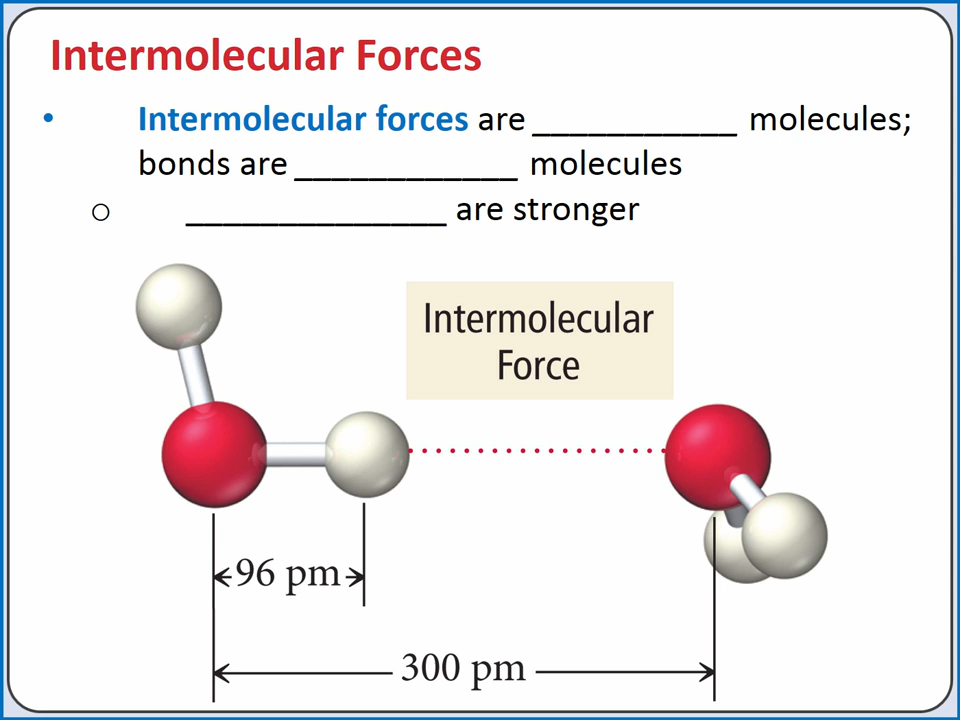 Intermolecular Forces
• Intermolecular forces are ___________ molecules;
bonds are ____________ molecules
o ______________ are stronger
Intermolecular
Force
96 pm
300 pm